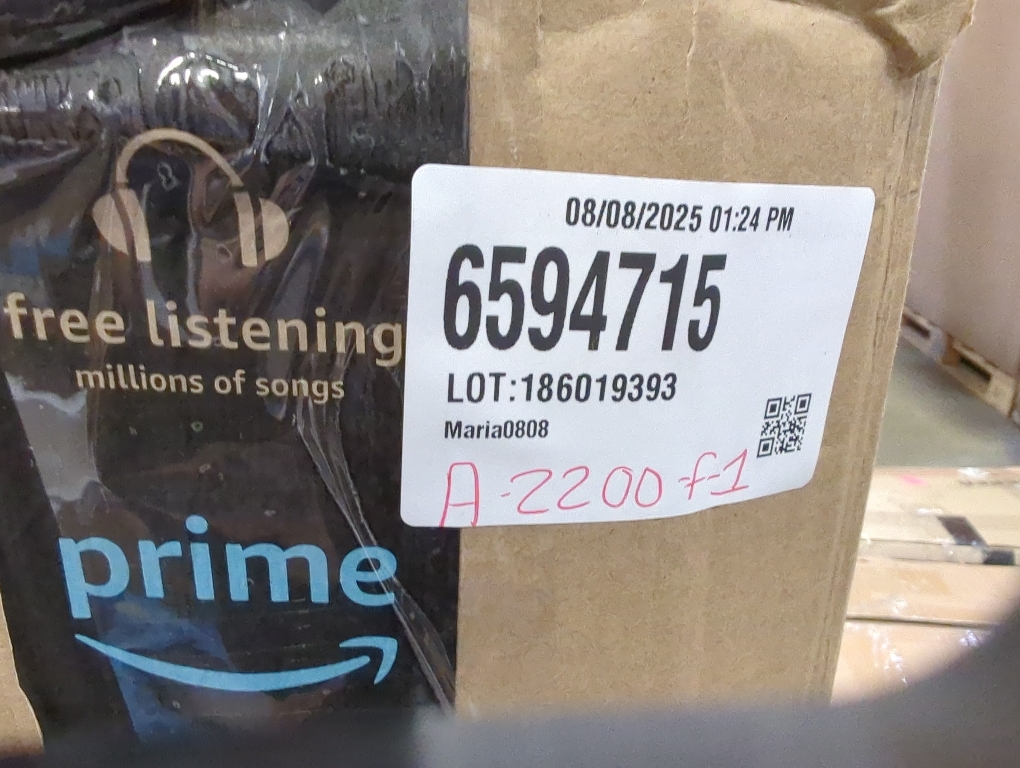 free listening
millions of songs
prime
08/08/2025 01:24 PM
6594715
LOT:186019393
Maria0808
A-2200-f-1